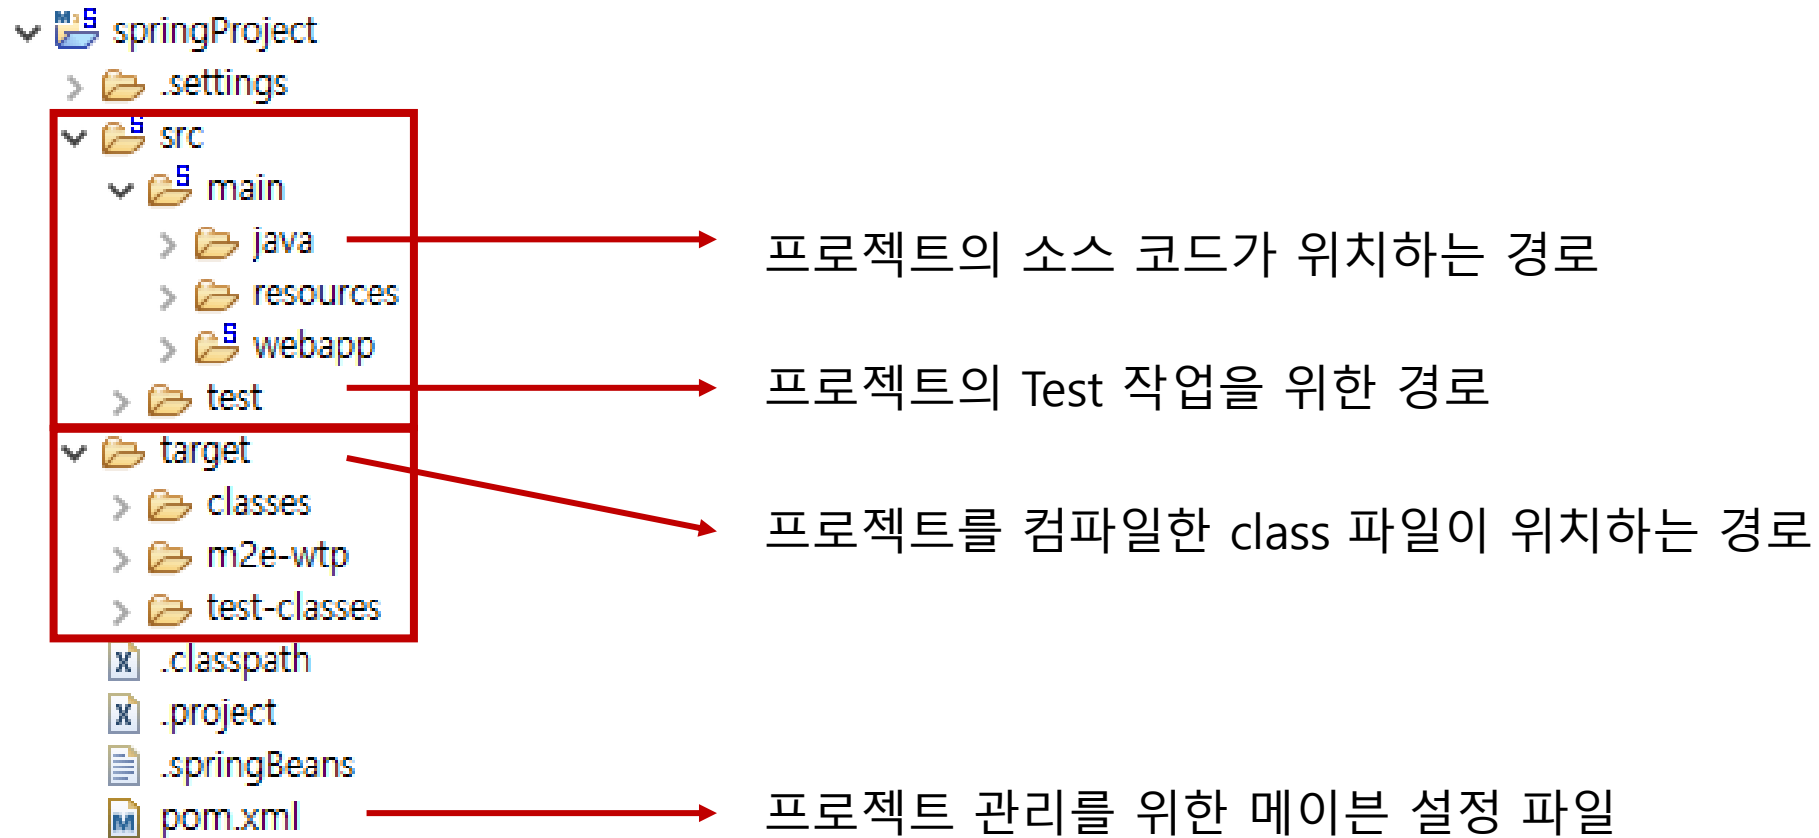 springProject
.settings
src
main
java
프로젝트의 소스 코드가 위치하는 경로
resources
webapp
test
프로젝트의 Test 작업을 위한 경로
target
classes
프로젝트를 컴파일한 class 파일이 위치하는 경로
m2e-wtp
test-classes
.classpath
.project
.springBeans
pom.xml
프로젝트 관리를 위한 메이븐 설정 파일